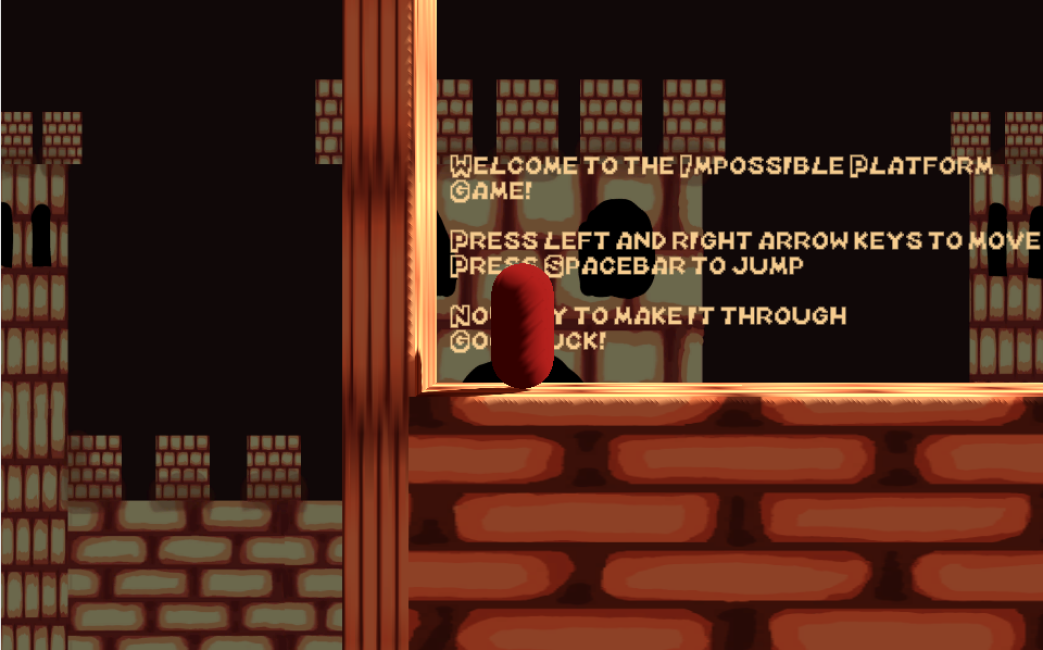 Welcome to the Impossible Platform
Game!
Press left and right arrow keys to move
Press Spacebar to jump
to make it through